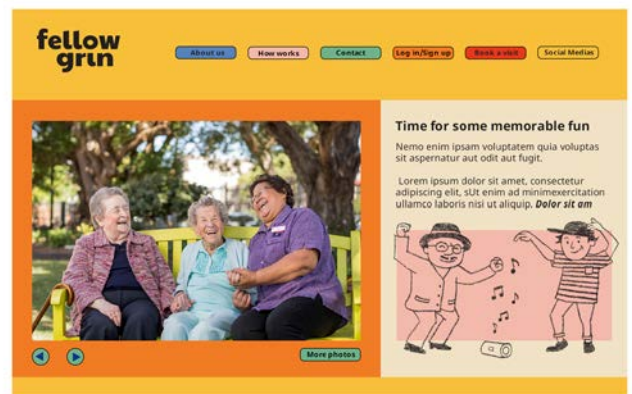 fellow
grın
About us
How works
Contact
Log in/Sign up
Book a visit
Social Medias
Time for some memorable fun
Nemo enim ipsam voluptatem quia voluptas
sit aspernatur aut odit aut fugit.
Lorem ipsum dolor sit amet, consectetur
adipiscing elit, sUt enim ad minimexercitation
ullamco laboris nisi ut aliquip. Dolor sit am
More photos